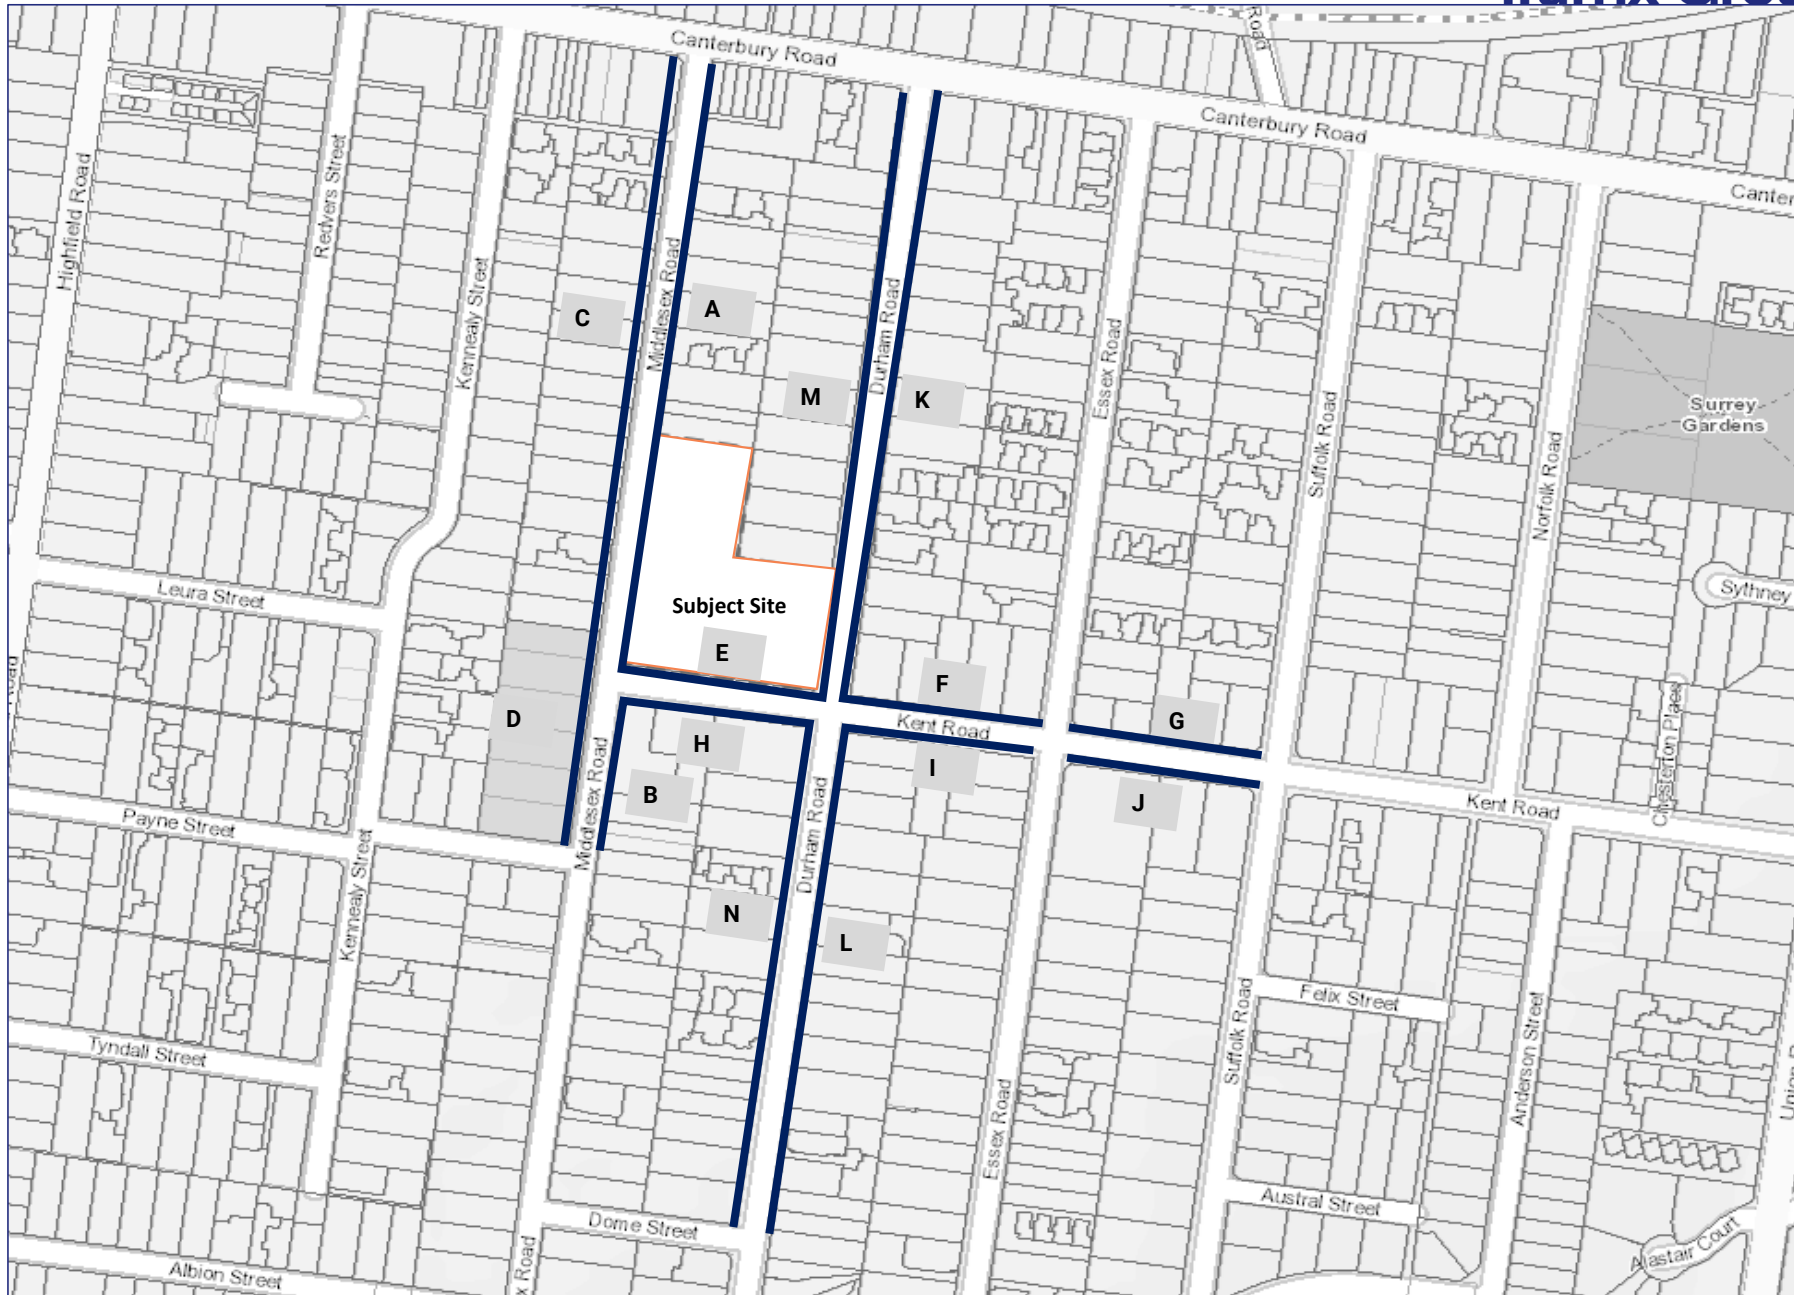 Canterbury Road
Road
Canterbury Road
Canter
Highfield Road
Redvers Street
Kennealy Street
Middlesex Road
Durham Road
Essex Road
Suffolk Road
Norfolk Road
Surrey
Gardens
C
A
M
K
Leura Street
Sythney
Subject Site
E
F
G
D
H
Kent Road
I
B
J
Middlesex Road
Durham Road
Chesterton Place
Kent Road
Payne Street
Kennealy Street
N
L
Felix Street
Suffolk Road
Anderson Street
Tyndall Street
Essex Road
Austral Street
Dome Street
Alastair Court
Albion Street
x Road
Road